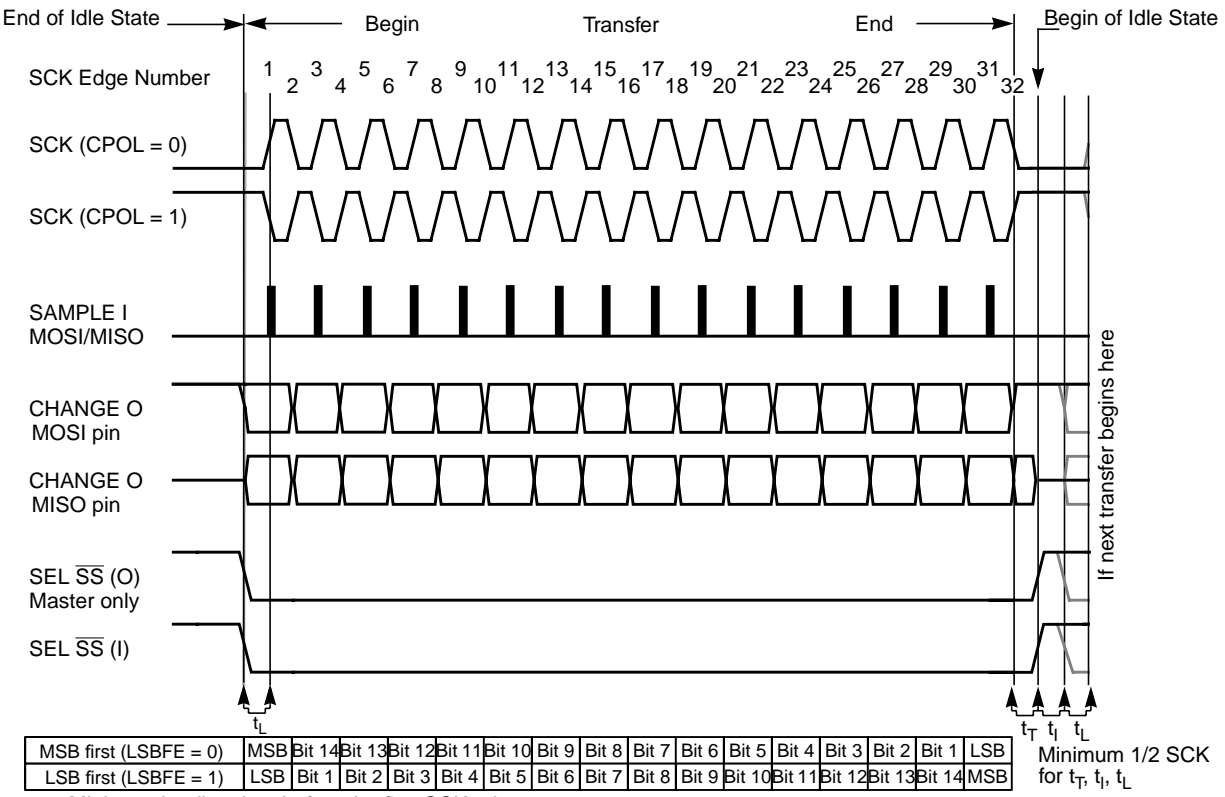 End of Idle State
Begin
Transfer
End
Begin of Idle State
SCK Edge Number
1 3 5 7 9 11 13 15 17 19 21 23 25 27 29 31
2 4 6 8 10 12 14 16 18 20 22 24 26 28 30 32
SCK (CPOL = 0)
SCK (CPOL = 1)
SAMPLE I
MOSI/MISO
CHANGE O
MOSI pin
CHANGE O
MISO pin
SEL SS (O)
Master only
SEL SS (I)
If next transfer begins here
tL
tT tI tL
MSB first (LSBFE = 0) MSB Bit 14 Bit 13 Bit 12 Bit 11 Bit 10 Bit 9 Bit 8 Bit 7 Bit 6 Bit 5 Bit 4 Bit 3 Bit 2 Bit 1 LSB
LSB first (LSBFE = 1) LSB Bit 1 Bit 2 Bit 3 Bit 4 Bit 5 Bit 6 Bit 7 Bit 8 Bit 9 Bit 10 Bit 11 Bit 12 Bit 13 Bit 14 MSB
Minimum 1/2 SCK
for tT, tI, tL